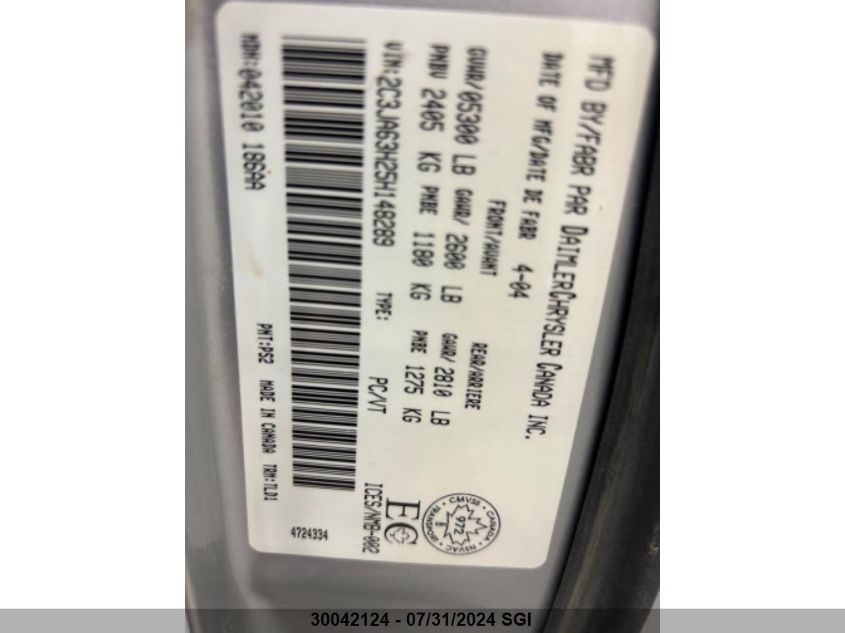 MFD BY/FABR PAR DAIMLERCHRYSLER CANADA INC.
DATE OF MFG/DATE DE FABR 4-04
FRONT/AVANT REAR/ARRIERE
GVWR/05300 LB GAWR/ 2600 LB GAWR/ 2810 LB
PNBV 2405 KG PNBE 1180 KG PNBE 1275 KG
VIN:2C3JA63H25H148289 TYPE: PC/VT
ICES/NMB-002
MDH:042010 186AA
PNT:PS2 MADE IN CANADA TRM:TLD1
4724334
EC
CMVSS
CANADA
NSVAC
TRANSPORT
972
6
30042124 - 07/31/2024 SGI